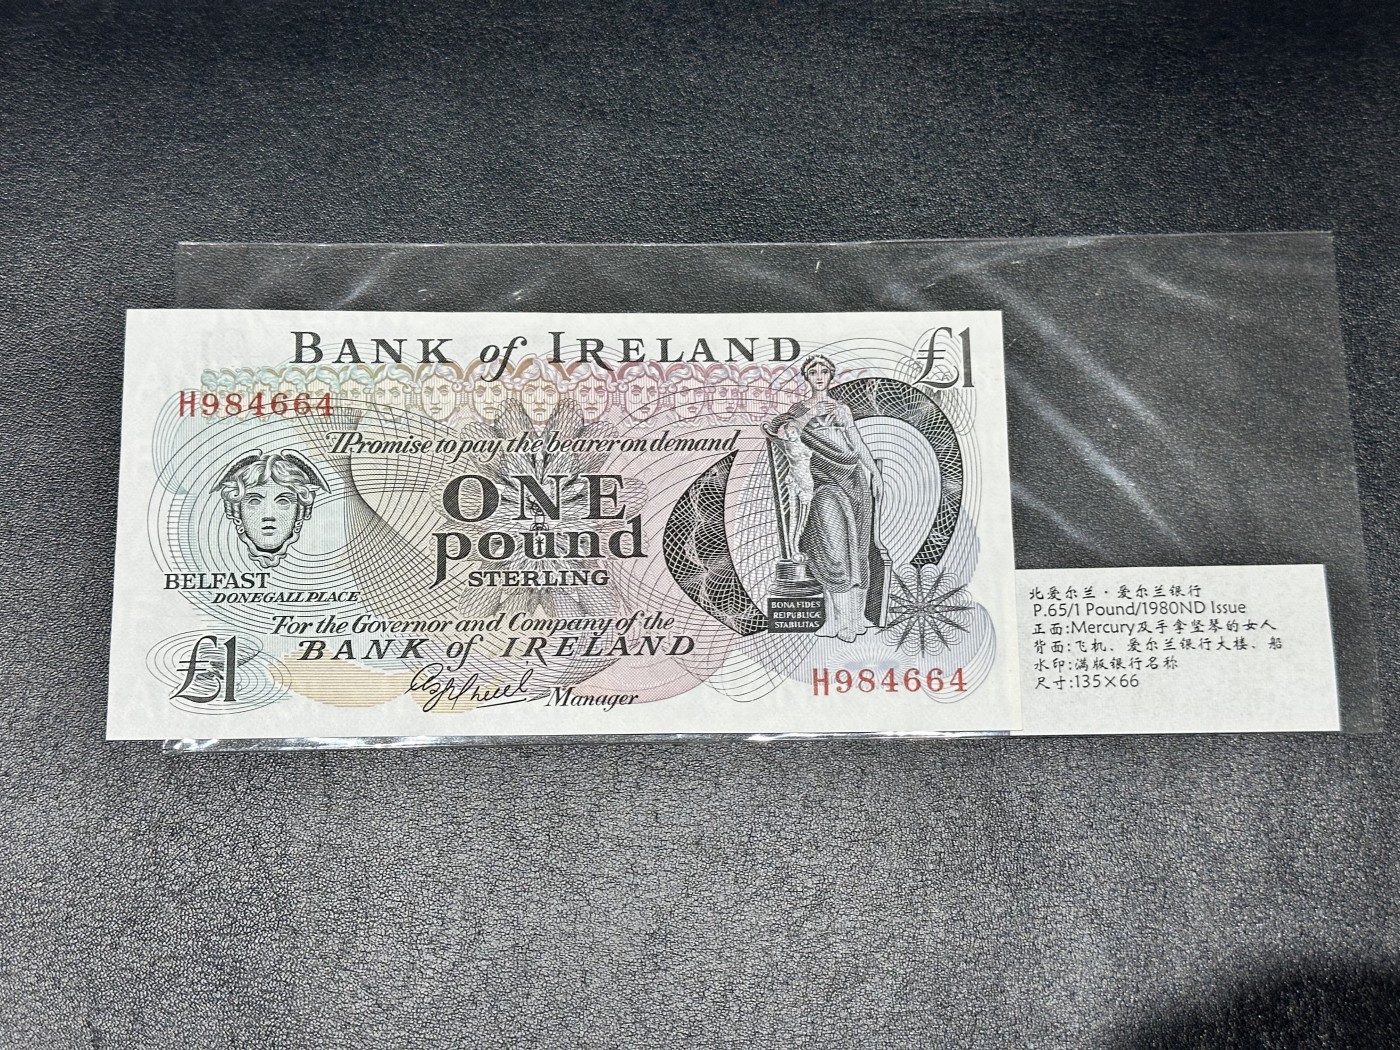 BANK of IRELAND
£1
H984664
I Promise to pay the bearer on demand
ONE
pound
STERLING
BELFAST
DONEGALL PLACE
For the Governor and Company of the
BANK of IRELAND
£1
Manager
BONA FIDES
REIPUBLICÆ
STABILITAS
H984664
北爱尔兰·爱尔兰银行
P.65/1 Pound/1980ND Issue
正面:Mercury及手拿竖琴的女人
背面:飞机、爱尔兰银行大楼、船
水印:满版银行名称
尺寸:135×66